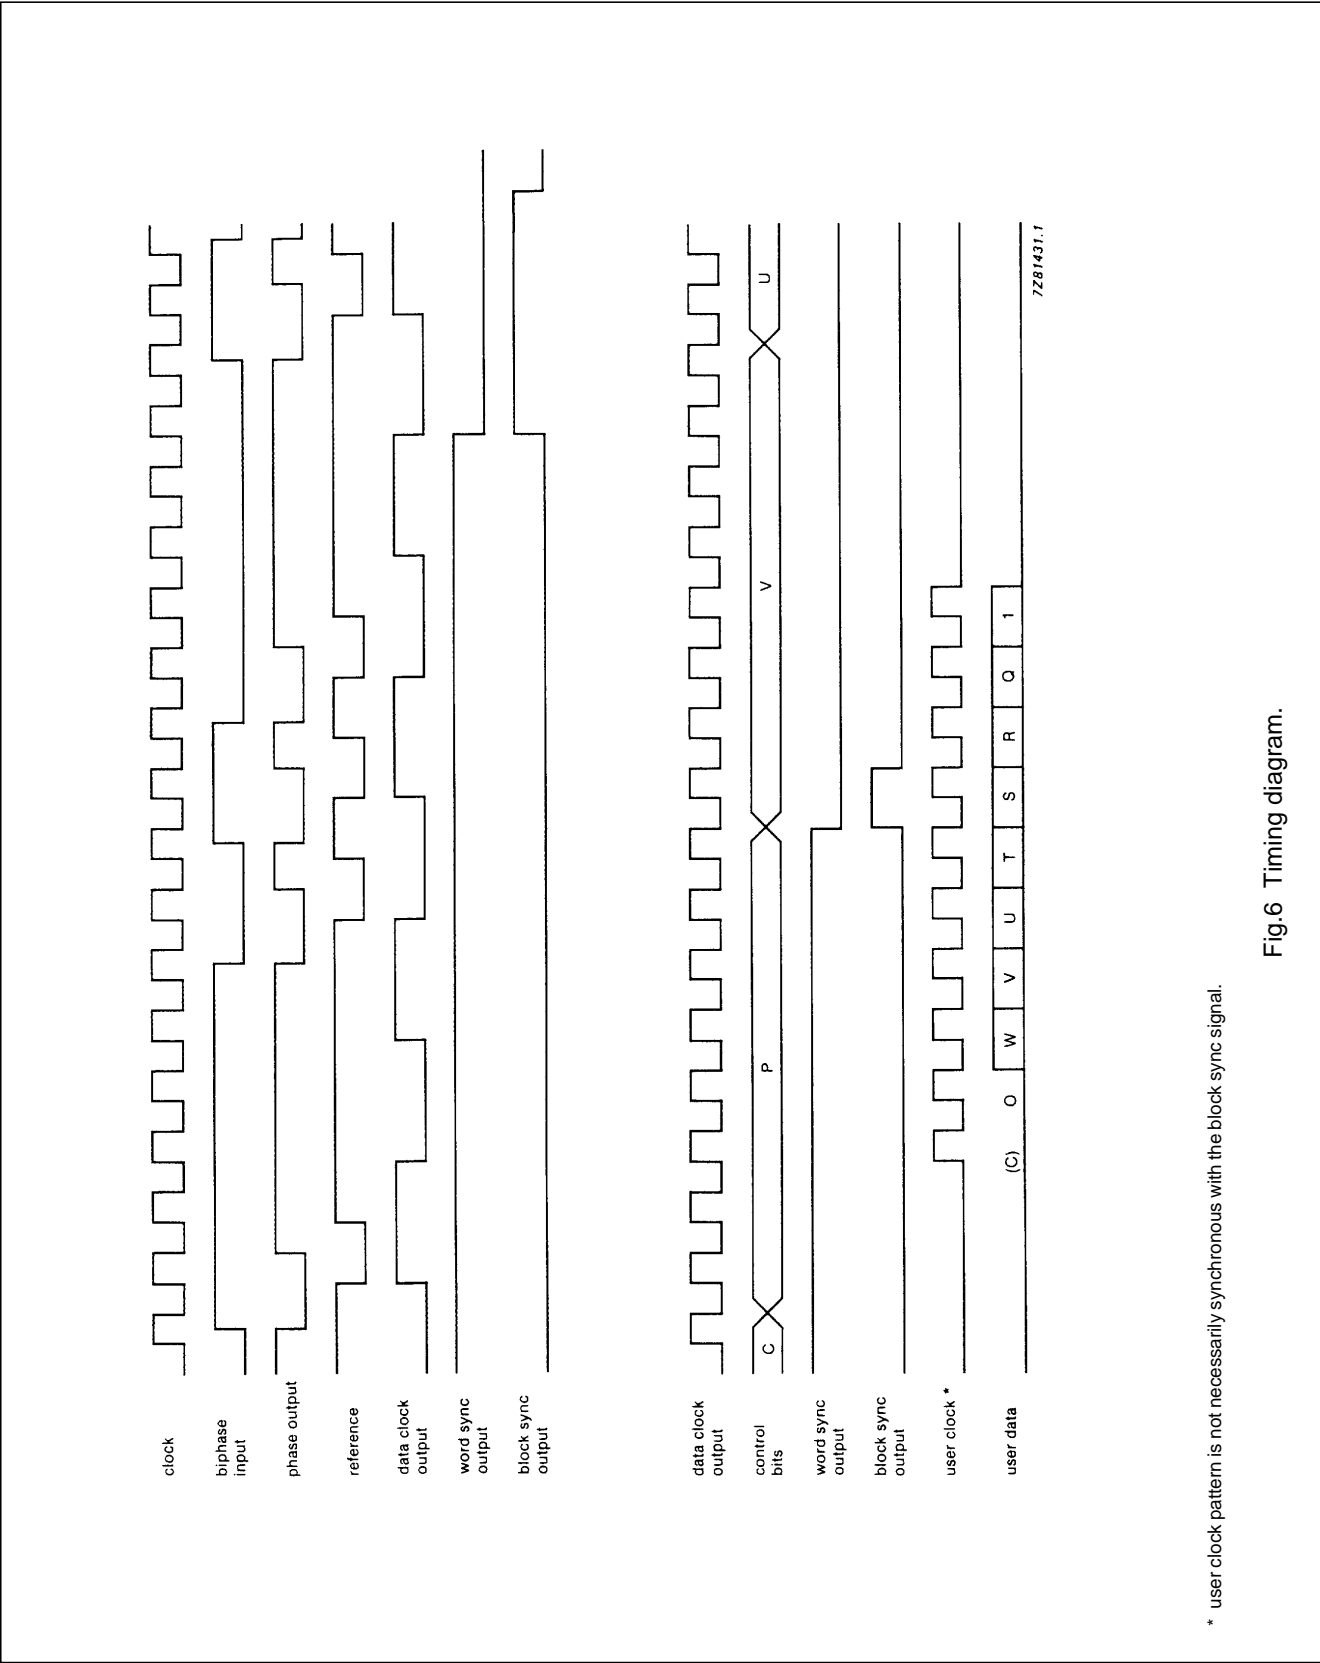 clock
biphase
input
phase output
reference
data clock
output
word sync
output
block sync
output
data clock
output
control
bits
C P V U
word sync
output
block sync
output
user clock *
user data
(C) O W V U T S R Q 1
7Z81431.1
* user clock pattern is not necessarily synchronous with the block sync signal.
Fig.6 Timing diagram.